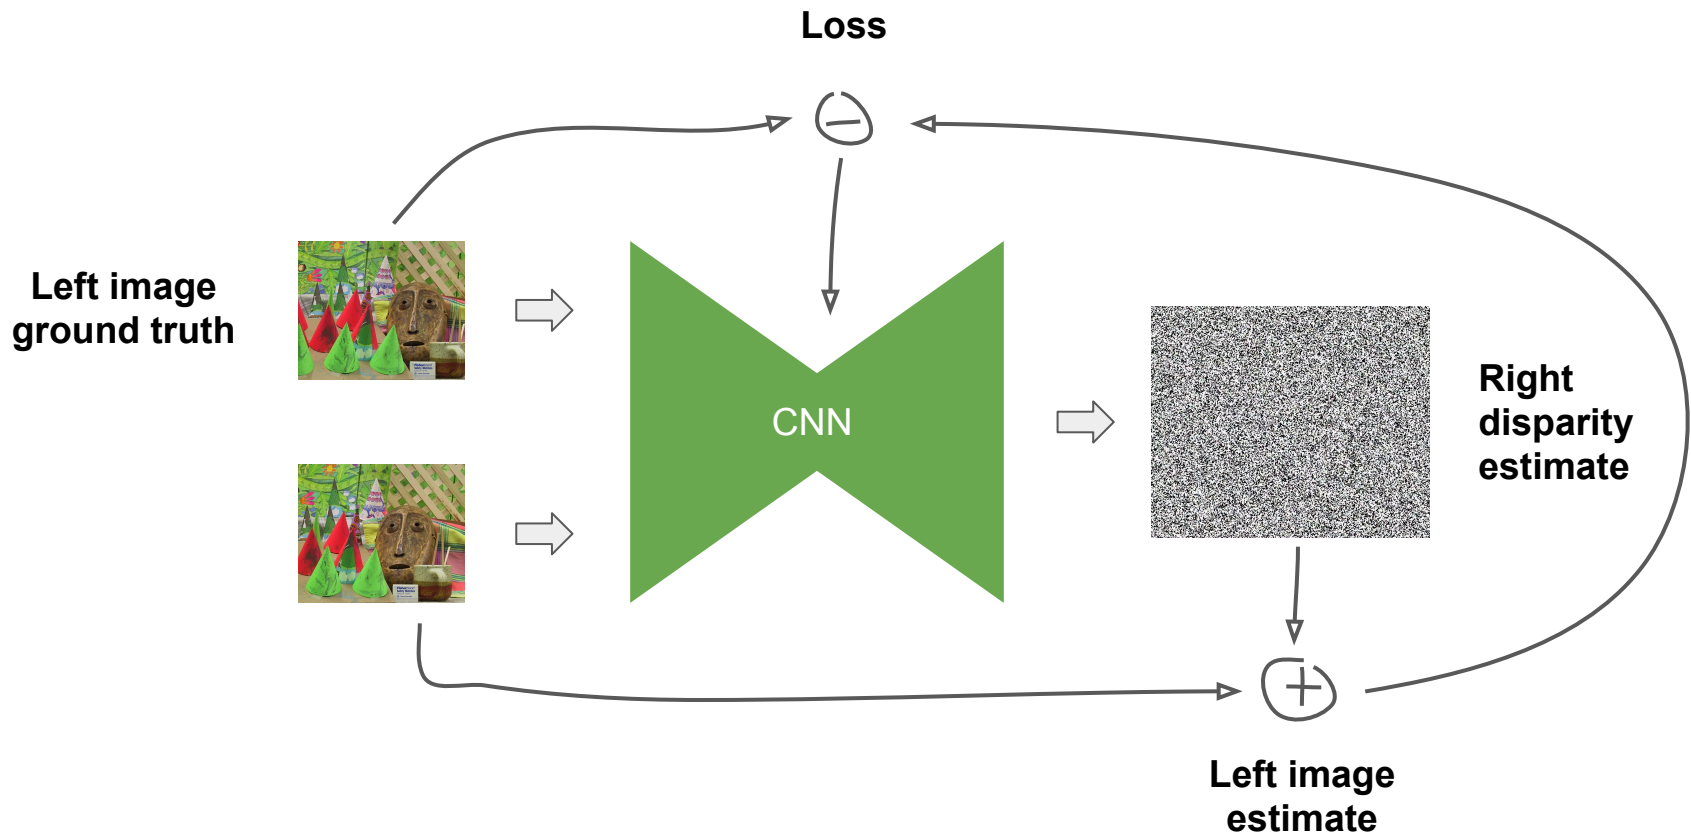 Loss
Left image
ground truth
CNN
Right
disparity
estimate
Left image
estimate